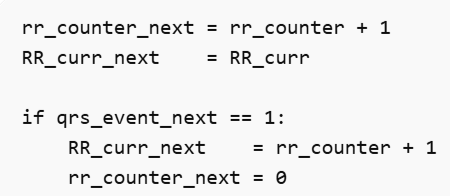 rr_counter_next = rr_counter + 1
RR_curr_next    = RR_curr

if qrs_event_next == 1:
    RR_curr_next    = rr_counter + 1
    rr_counter_next = 0